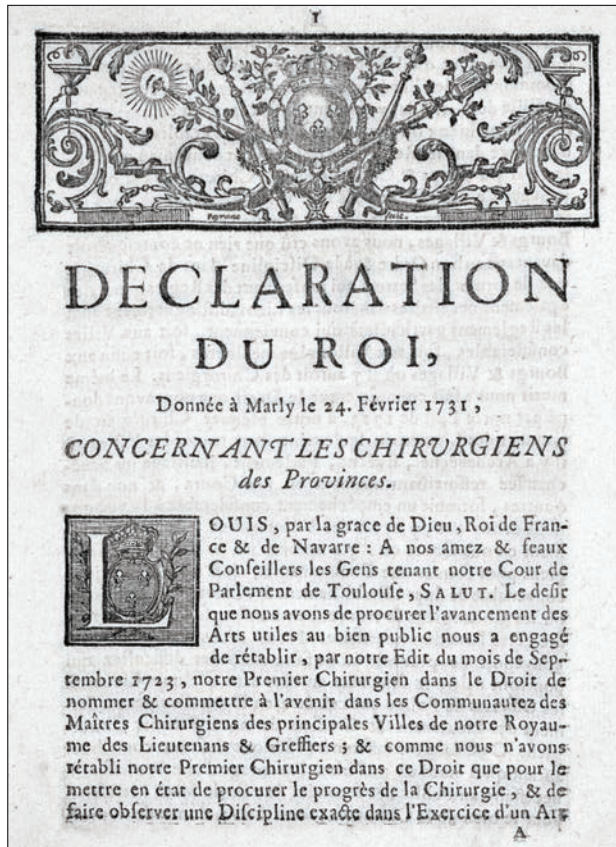 1
Peyrone sculc.
DECLARATION
DU ROI,
Donnée à Marly le 24. Février 1731,
CONCERNANT LES CHIRVRGIENS
des Provinces.
LOUIS, par la grace de Dieu, Roi de Fran-
ce & de Navarre : A nos amez & feaux
Conſeillers les Gens tenant notre Cour de
Parlement de Toulouſe, SALUT. Le deſir
que nous avons de procurer l'avancement des
Arts utiles au bien public nous a engagé
de rétablir, par notre Edit du mois de Sep-
tembre 1723, notre Premier Chirurgien dans le Droit de
nommer & commettre à l'avenir dans les Communautez des
Maîtres Chirurgiens des principales Villes de notre Royau-
me des Lieutenans & Greffiers ; & comme nous n'avons
rétabli notre Premier Chirurgien dans ce Droit que pour le
mettre en état de procurer le progrès de la Chirurgie, & de
faire obſerver une Diſcipline exacte dans l'Exercice d'un Art
A